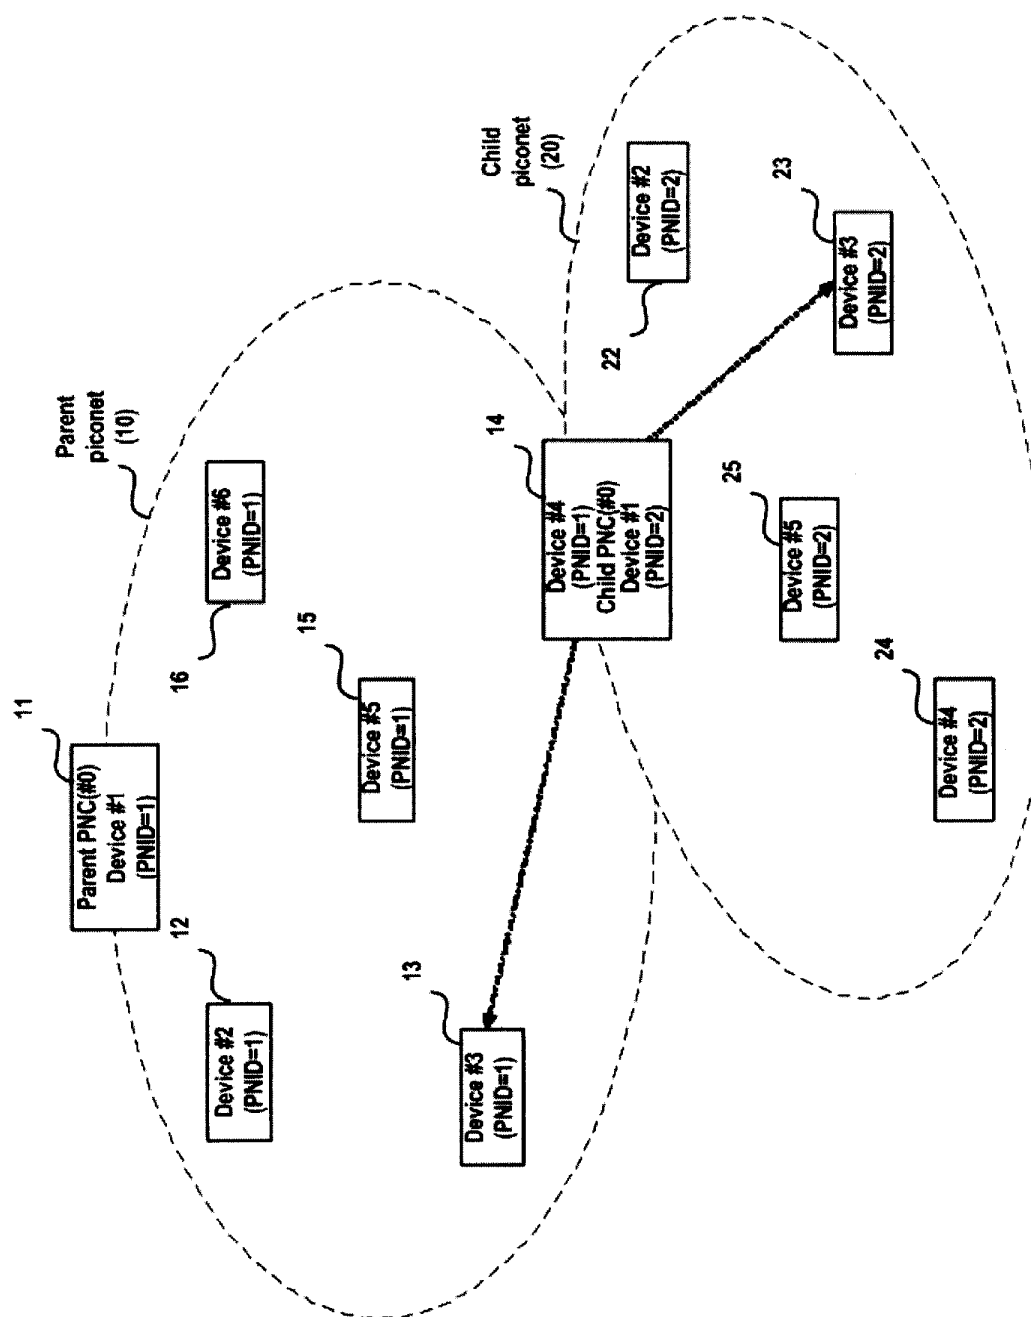 Parent
piconet
(10)
11
Parent PNC(#0)
Device #1
(PNID=1)
12
Device #2
(PNID=1)
16
Device #6
(PNID=1)
15
Device #5
(PNID=1)
13
Device #3
(PNID=1)
14
Device #4
(PNID=1)
Child PNC(#0)
Device #1
(PNID=2)
Child
piconet
(20)
22
Device #2
(PNID=2)
25
Device #5
(PNID=2)
23
Device #3
(PNID=2)
24
Device #4
(PNID=2)